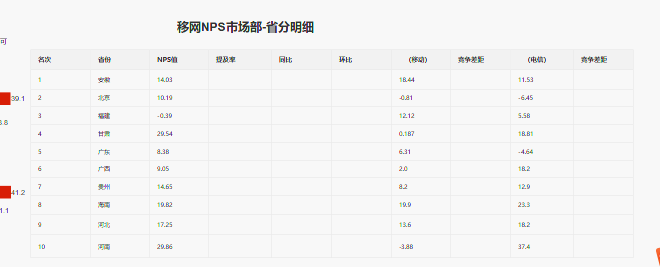 移网NPS市场部-省分明细
可
名次 省份 NPS值 提及率 同比 环比 (移动) 竞争差距 (电信) 竞争差距
1 安徽 14.03 18.44 11.53
39.1
2 北京 10.19 -0.81 -6.45
3 福建 -0.39 12.12 5.58
3.8
4 甘肃 29.54 0.187 18.81
5 广东 8.38 6.31 -4.64
6 广西 9.05 2.0 18.2
7 贵州 14.65 8.2 12.9
41.2
8 海南 19.82 19.9 23.3
1.1
9 河北 17.25 13.6 18.2
10 河南 29.86 -3.88 37.4